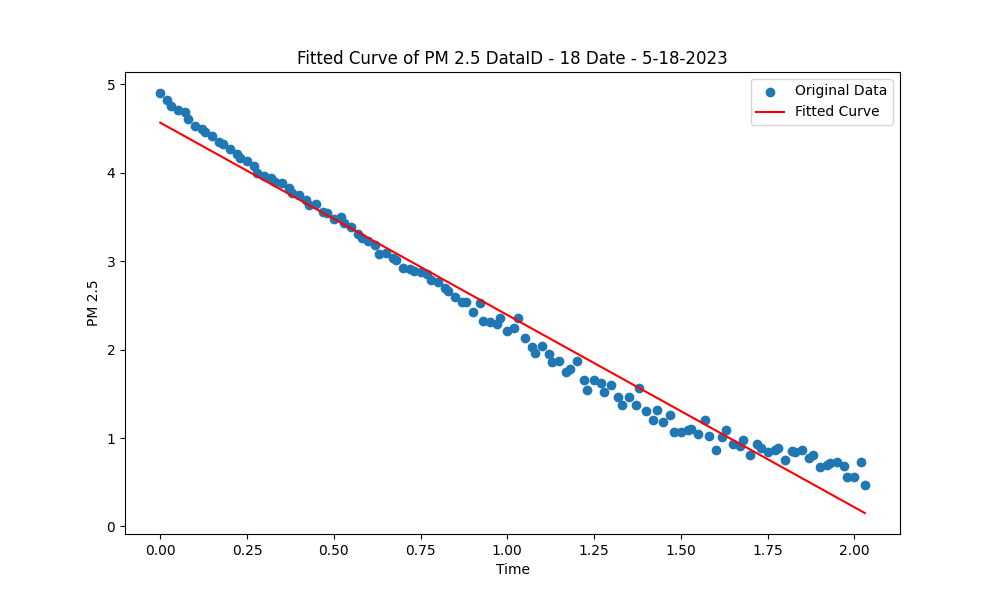 Fitted Curve of PM 2.5 DataID - 18 Date - 5-18-2023
Original Data
Fitted Curve
PM 2.5
5
4
3
2
1
0
0.00 0.25 0.50 0.75 1.00 1.25 1.50 1.75 2.00
Time